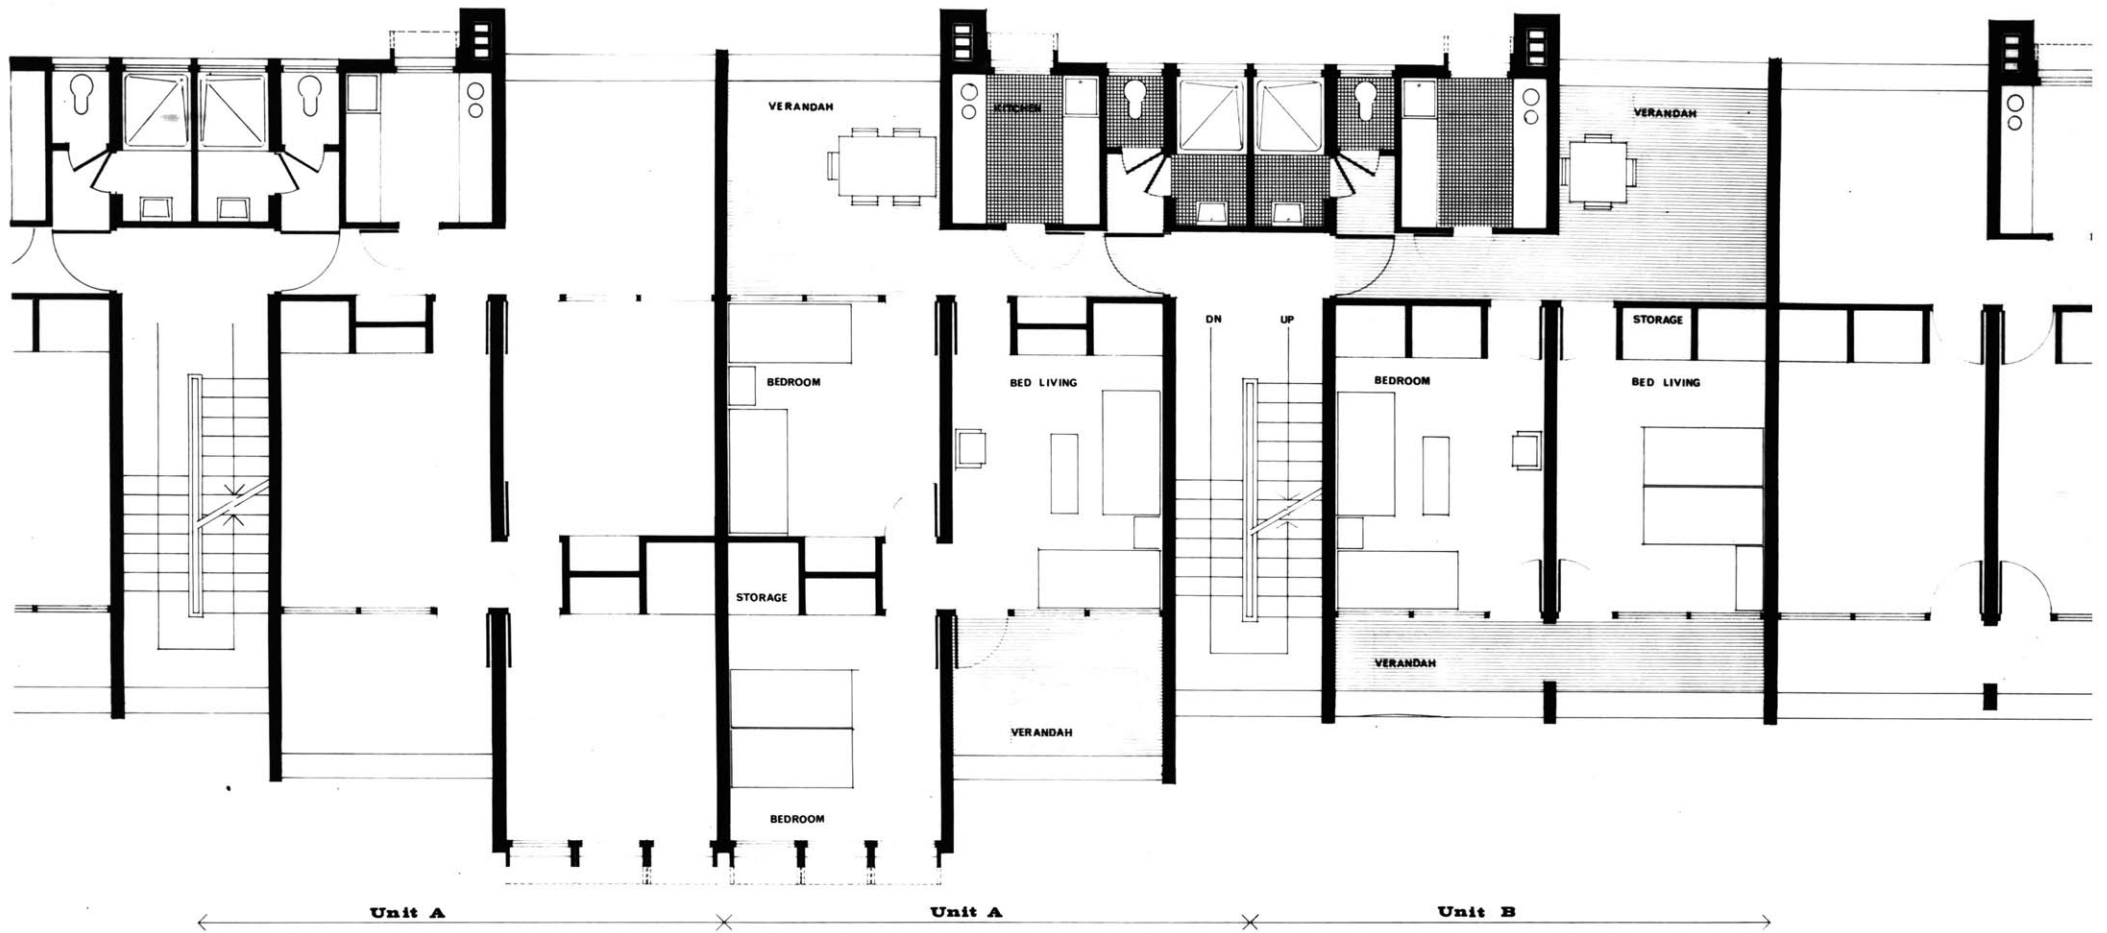 VERANDAH
KITCHEN
VERANDAH
DN
UP
STORAGE
BEDROOM
BED LIVING
BEDROOM
BED LIVING
STORAGE
VERANDAH
VERANDAH
BEDROOM
Unit A
Unit A
Unit B